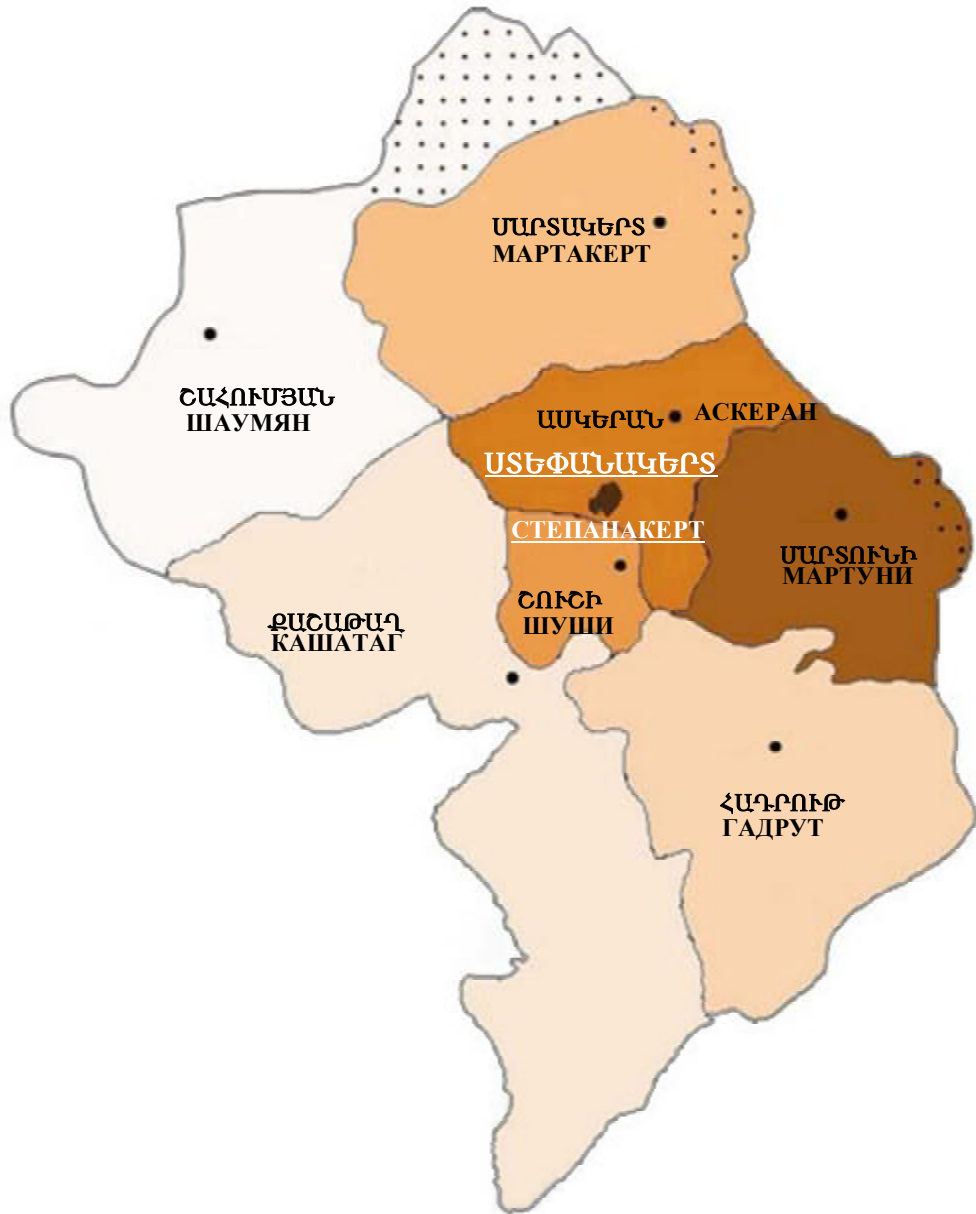 ՄԱՐՏԱԿԵՐՏ
МАРТАКЕРТ
ՇԱՀՈՒՄՅԱՆ
ШАУМЯН
ԱՍԿԵՐԱՆ
АСКЕРАН
ՍՏԵՓԱՆԱԿԵՐՏ
СТЕПАНАКЕРТ
ՄԱՐՏՈՒՆԻ
МАРТУНИ
ՇՈՒՇԻ
ШУШИ
ՔԱՇԱԹԱՂ
КАШАТАГ
ՀԱԴՐՈՒԹ
ГАДРУТ